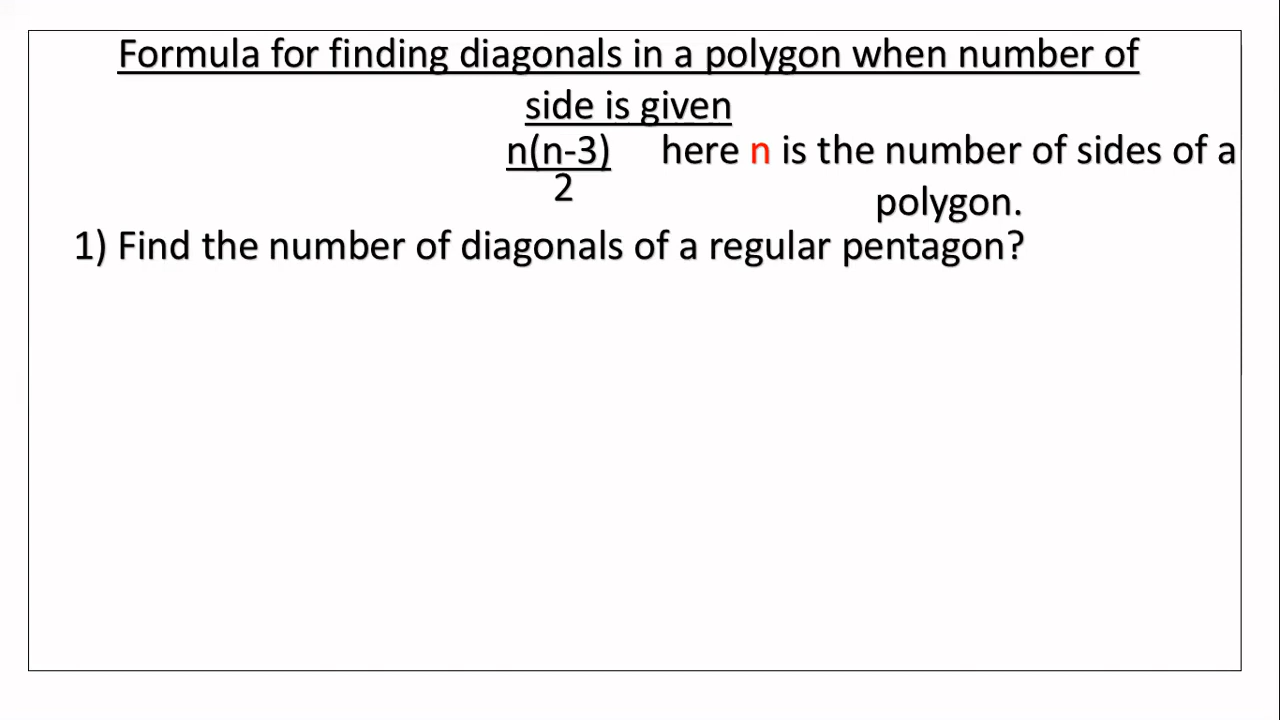 Formula for finding diagonals in a polygon when number of
side is given
n(n-3) here n is the number of sides of a
2
polygon.
1) Find the number of diagonals of a regular pentagon?